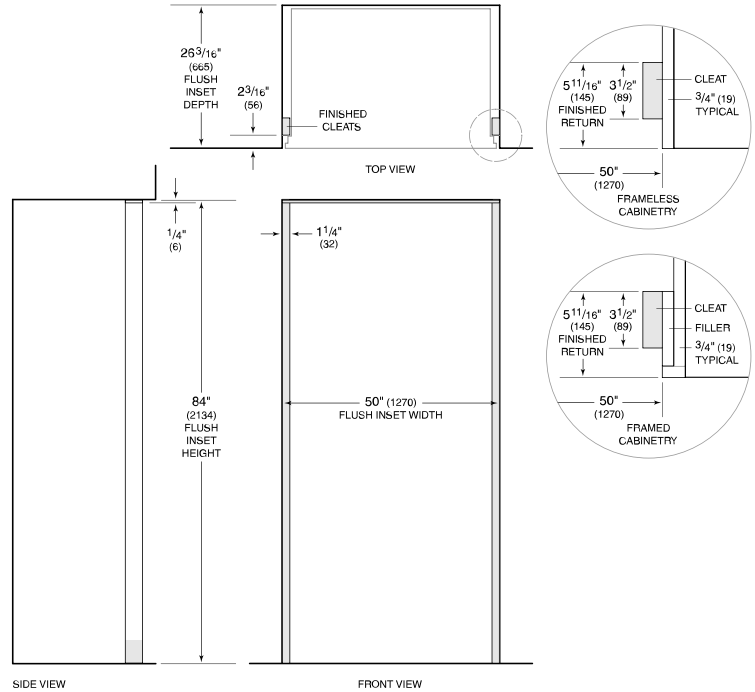 26 3/16"
(665)
FLUSH
INSET
DEPTH
2 3/16"
(56)
FINISHED
CLEATS
TOP VIEW
5 11/16"
(145)
FINISHED
RETURN
3 1/2"
(89)
CLEAT
3/4" (19)
TYPICAL
50"
(1270)
FRAMELESS
CABINETRY
1/4"
(6)
1 1/4"
(32)
5 11/16"
(145)
FINISHED
RETURN
3 1/2"
(89)
CLEAT
FILLER
3/4" (19)
TYPICAL
50"
(1270)
FRAMED
CABINETRY
84"
(2134)
FLUSH
INSET
HEIGHT
50" (1270)
FLUSH INSET WIDTH
SIDE VIEW
FRONT VIEW